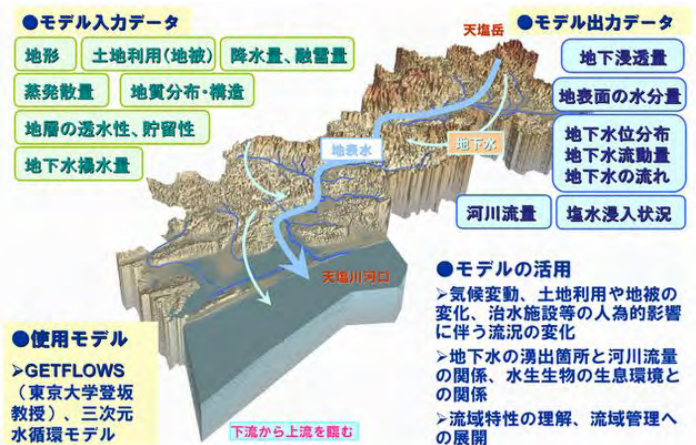 ●モデル入力データ
地形
土地利用(地被)
降水量、融雪量
蒸発散量
地質分布・構造
地層の透水性、貯留性
地下水揚水量
天塩岳
地表水
地下水
天塩川河口
●モデル出力データ
地下浸透量
地表面の水分量
地下水位分布
地下水流動量
地下水の流れ
河川流量
塩水浸入状況
●使用モデル
➢GETFLOWS
（東京大学登坂
教授）、三次元
水循環モデル
下流から上流を臨む
●モデルの活用
➢気候変動、土地利用や地被の
変化、治水施設等の人為的影響
に伴う流況の変化
➢地下水の湧出箇所と河川流量
の関係、水生生物の生息環境と
の関係
➢流域特性の理解、流域管理へ
の展開